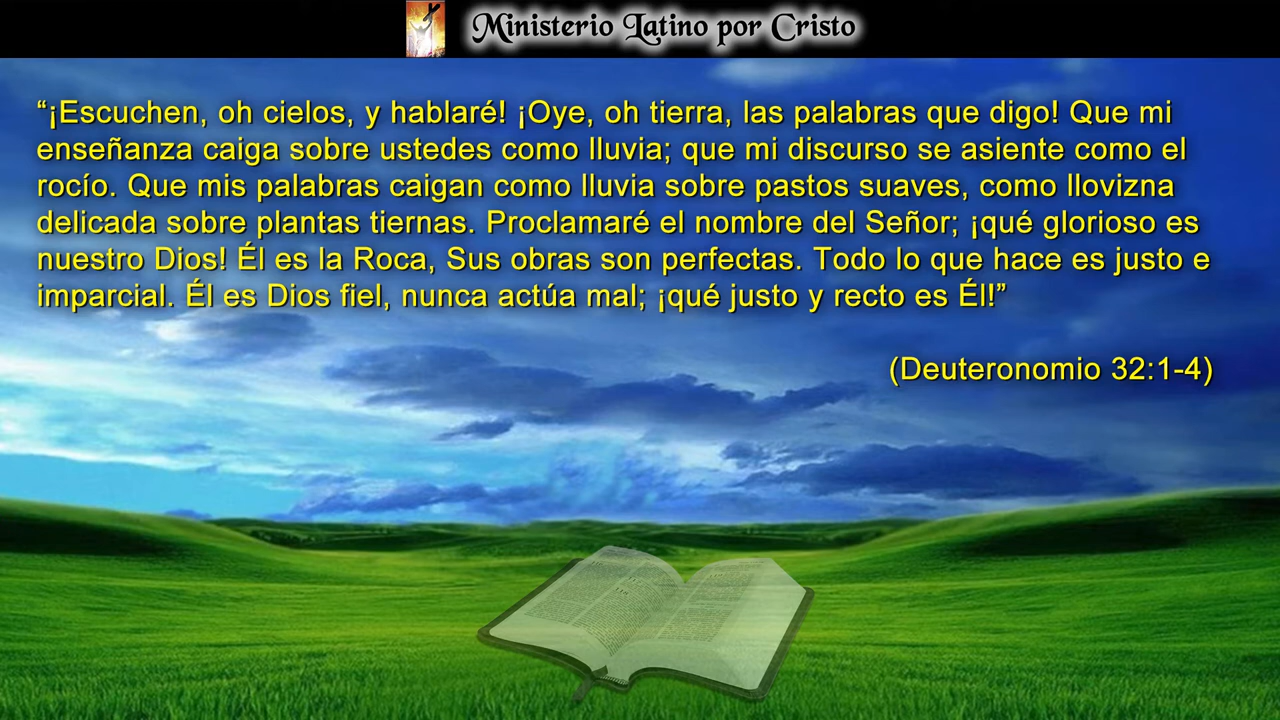 Ministerio Latino por Cristo
“¡Escuchen, oh cielos, y hablaré! ¡Oye, oh tierra, las palabras que digo! Que mi
enseñanza caiga sobre ustedes como lluvia; que mi discurso se asiente como el
rocío. Que mis palabras caigan como lluvia sobre pastos suaves, como llovizna
delicada sobre plantas tiernas. Proclamaré el nombre del Señor; ¡qué glorioso es
nuestro Dios! Él es la Roca, Sus obras son perfectas. Todo lo que hace es justo e
imparcial. Él es Dios fiel, nunca actúa mal; ¡qué justo y recto es Él!”
(Deuteronomio 32:1-4)